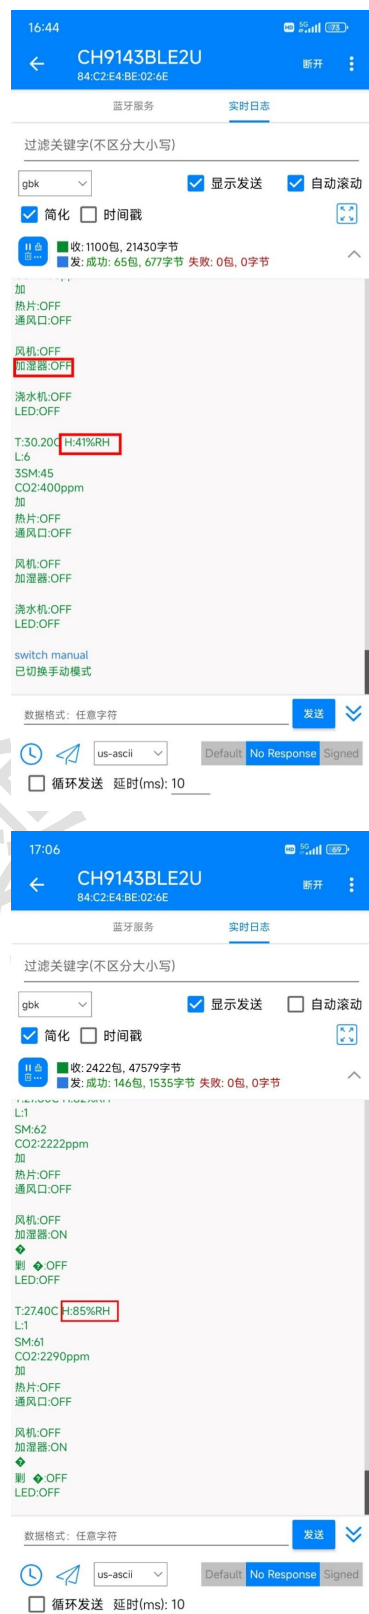 16:44
HD 5G 73
CH9143BLE2U
断开
84:C2:E4:BE:02:6E
蓝牙服务 实时日志
过滤关键字(不区分大小写)
gbk 显示发送 自动滚动
简化 时间戳
收: 1100包, 21430字节
发: 成功: 65包, 677字节 失败: 0包, 0字节
加
热片:OFF
通风口:OFF
风机:OFF
加湿器:OFF
浇水机:OFF
LED:OFF
T:30.20C H:41%RH
L:6
3SM:45
CO2:400ppm
加
热片:OFF
通风口:OFF
风机:OFF
加湿器:OFF
浇水机:OFF
LED:OFF
switch manual
已切换手动模式
数据格式: 任意字符 发送
us-ascii Default No Response Signed
循环发送 延时(ms): 10
17:06
HD 5G 69
CH9143BLE2U
断开
84:C2:E4:BE:02:6E
蓝牙服务 实时日志
过滤关键字(不区分大小写)
gbk 显示发送 自动滚动
简化 时间戳
收: 2422包, 47579字节
发: 成功: 146包, 1535字节 失败: 0包, 0字节
L:1
SM:62
CO2:2222ppm
加
热片:OFF
通风口:OFF
风机:OFF
加湿器:ON
�
剿 �:OFF
LED:OFF
T:27.40C H:85%RH
L:1
SM:61
CO2:2290ppm
加
热片:OFF
通风口:OFF
风机:OFF
加湿器:ON
�
剿 �:OFF
LED:OFF
数据格式: 任意字符 发送
us-ascii Default No Response Signed
循环发送 延时(ms): 10